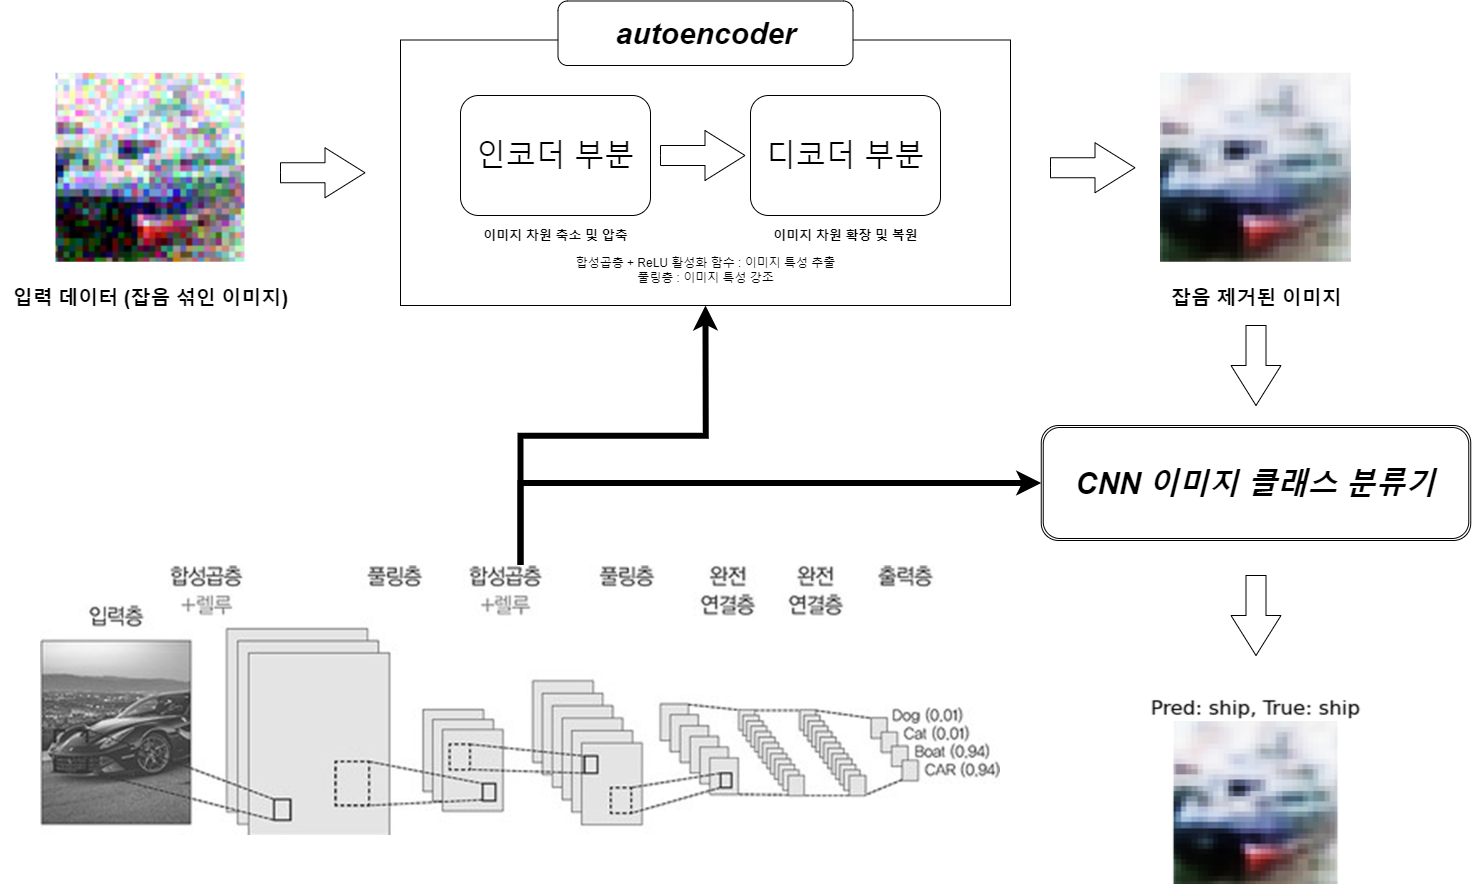 autoencoder
인코더 부분
디코더 부분
이미지 차원 축소 및 압축
이미지 차원 확장 및 복원
합성곱층 + ReLU 활성화 함수 : 이미지 특성 추출
풀링층 : 이미지 특성 강조
입력 데이터 (잡음 섞인 이미지)
잡음 제거된 이미지
CNN 이미지 클래스 분류기
입력층
합성곱층
+렐루
풀링층
합성곱층
+렐루
풀링층
완전
연결층
완전
연결층
출력층
Dog (0.01)
Cat (0.01)
Boat (0.94)
CAR (0.94)
Pred: ship, True: ship